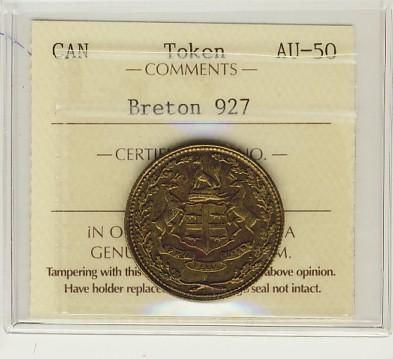 CAN Token AU-50
— COMMENTS —
Breton 927
— CERTIF NO. —
IN O A
GENU M.
Tampering with this above opinion.
Have holder replace seal not intact.